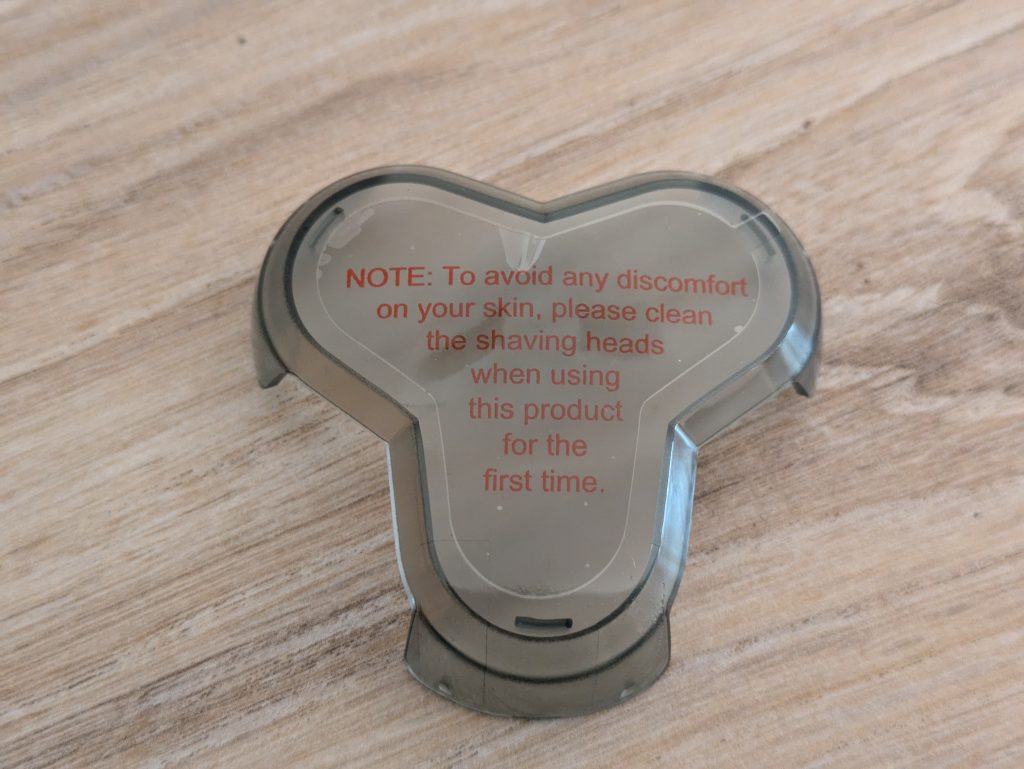 NOTE: To avoid any discomfort
on your skin, please clean
the shaving heads
when using
this product
for the
first time.